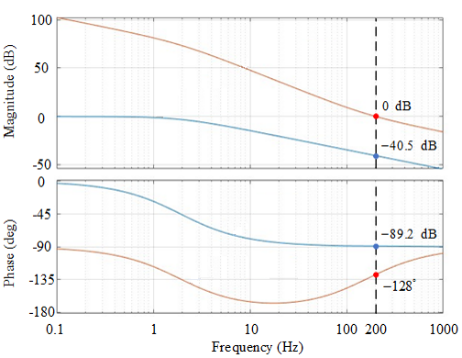 100
50
0
-50
Magnitude (dB)
0 dB
−40.5 dB
0
-45
-90
-135
-180
Phase (deg)
−89.2 dB
−128°
0.1 1 10 100 200 1000
Frequency (Hz)